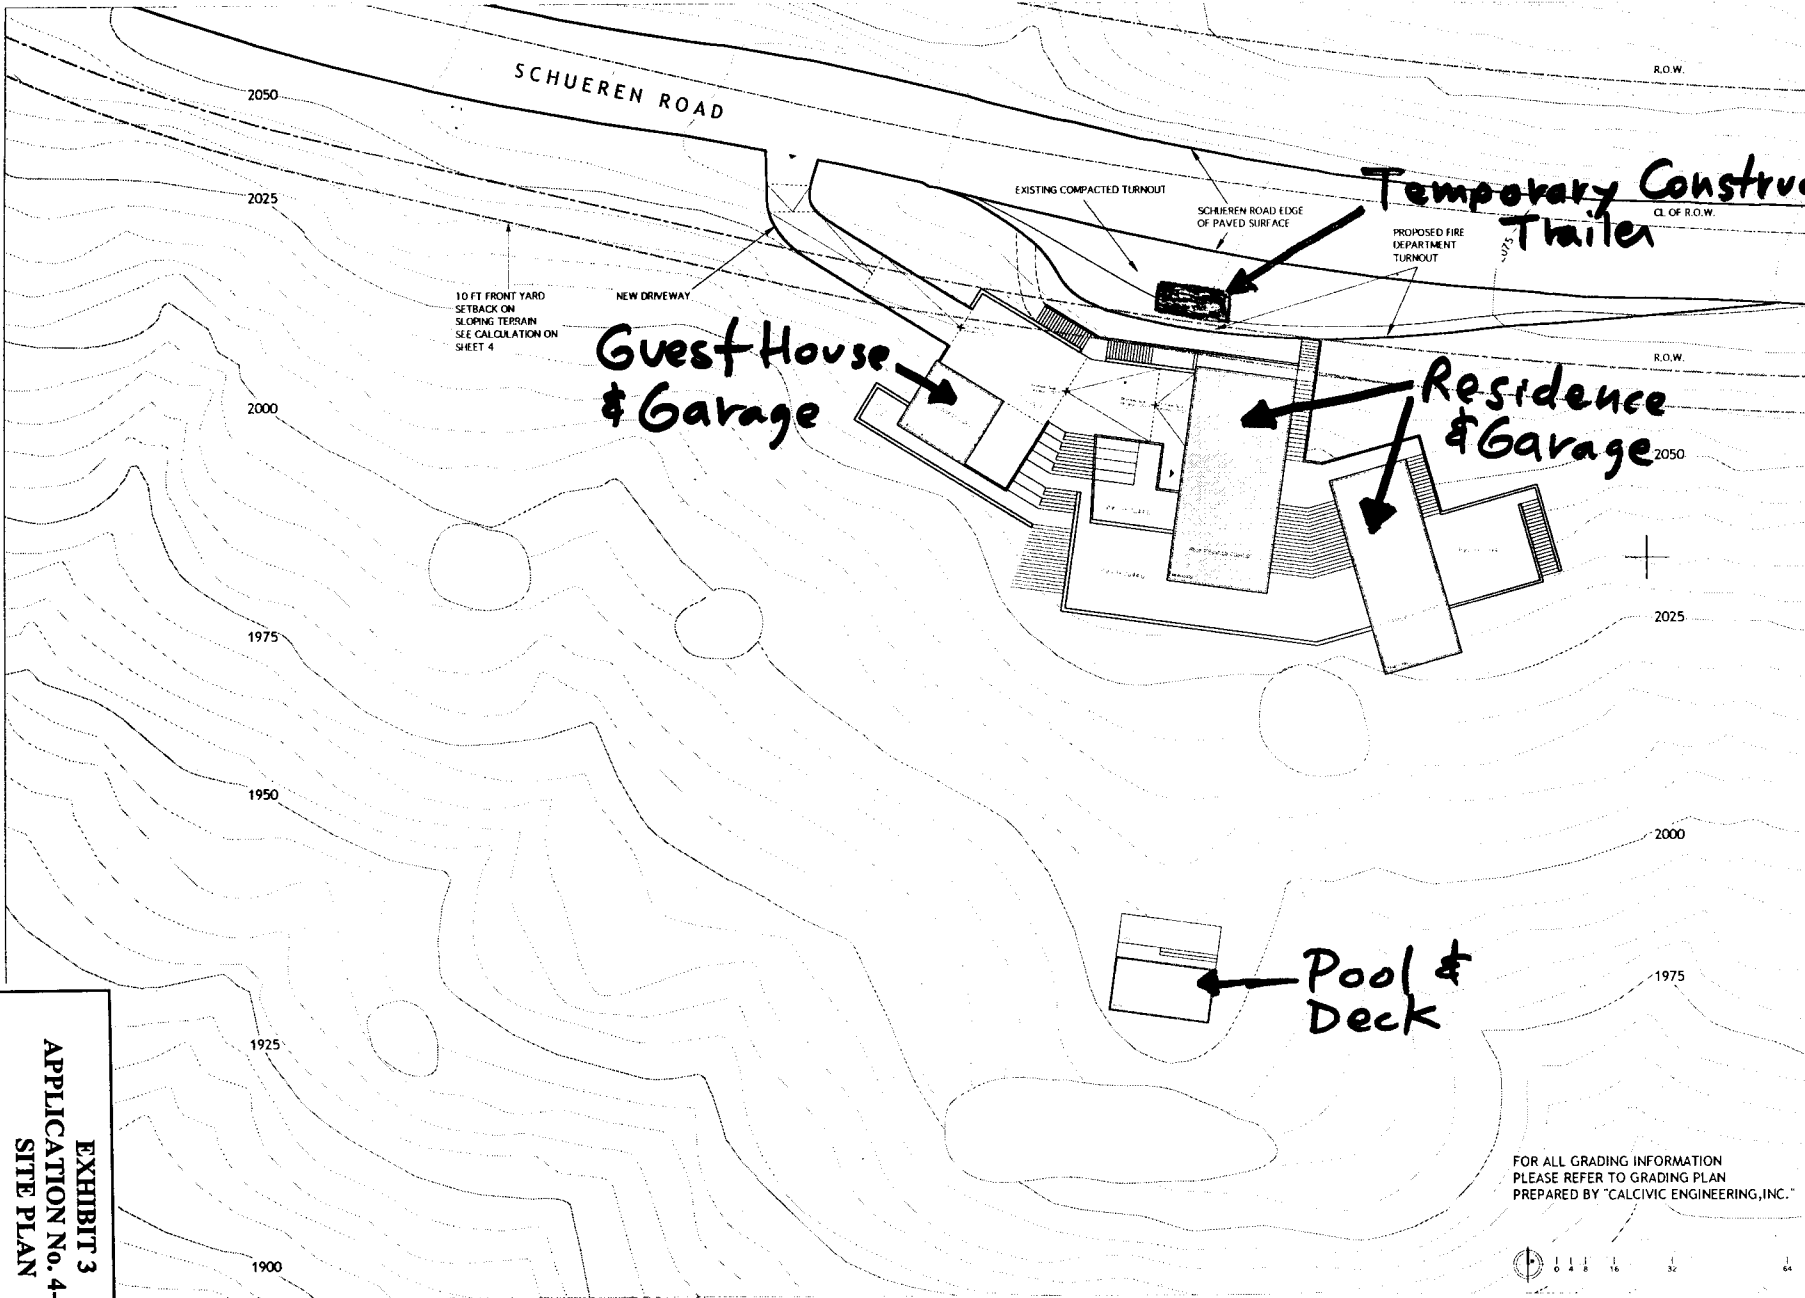 SCHUEREN ROAD
R.O.W.
2050
2025
EXISTING COMPACTED TURNOUT
SCHUEREN ROAD EDGE
OF PAVED SURFACE
Temporary Construc
Trailer
CL OF R.O.W.
PROPOSED FIRE
DEPARTMENT
TURNOUT
10 FT FRONT YARD
SETBACK ON
SLOPING TERRAIN
SEE CALCULATION ON
SHEET 4
NEW DRIVEWAY
Guest House
& Garage
R.O.W.
Residence
& Garage
2000
2050
2025
1975
1950
2000
Pool &
Deck
1975
1925
1900
FOR ALL GRADING INFORMATION
PLEASE REFER TO GRADING PLAN
PREPARED BY "CALCIVIC ENGINEERING,INC."
0 4 8 16 32 64
EXHIBIT 3
APPLICATION No. 4-
SITE PLAN